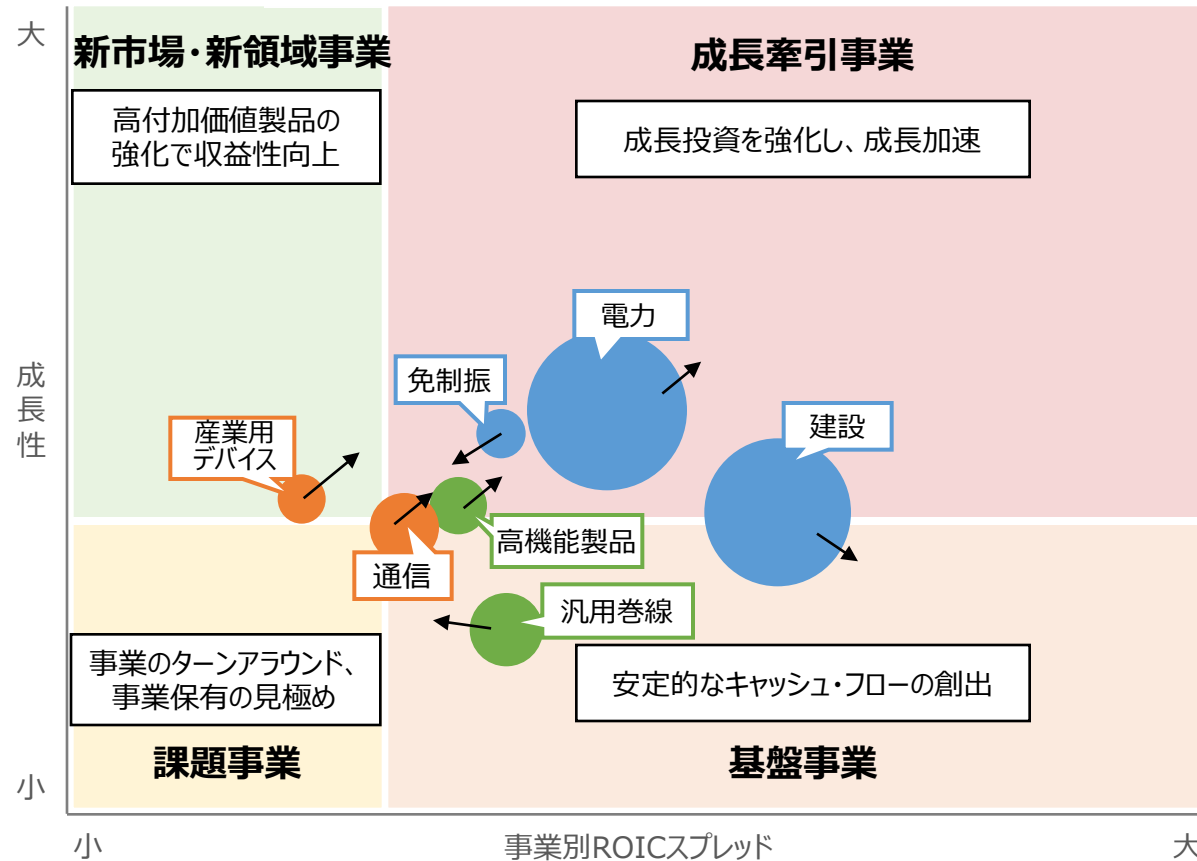 大
新市場・新領域事業
成長牽引事業
高付加価値製品の
強化で収益性向上
成長投資を強化し、成長加速
電力
免制振
成長性
産業用
デバイス
建設
高機能製品
通信
汎用巻線
事業のターンアラウンド、
事業保有の見極め
安定的なキャッシュ・フローの創出
課題事業
基盤事業
小
小
事業別ROICスプレッド
大